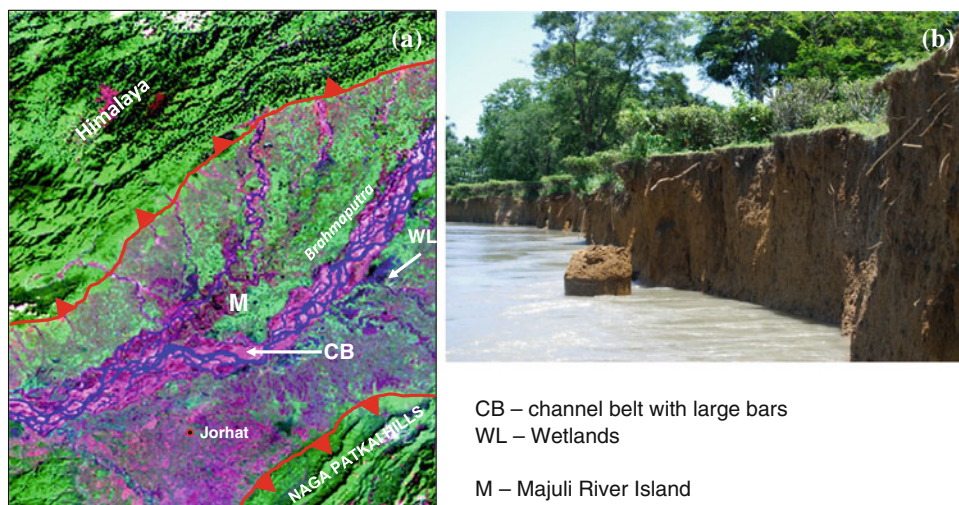 (a)
Himalaya
Brahmaputra
WL
M
CB
Jorhat
NAGA PATKAI HILLS
(b)
CB – channel belt with large bars
WL – Wetlands
M – Majuli River Island